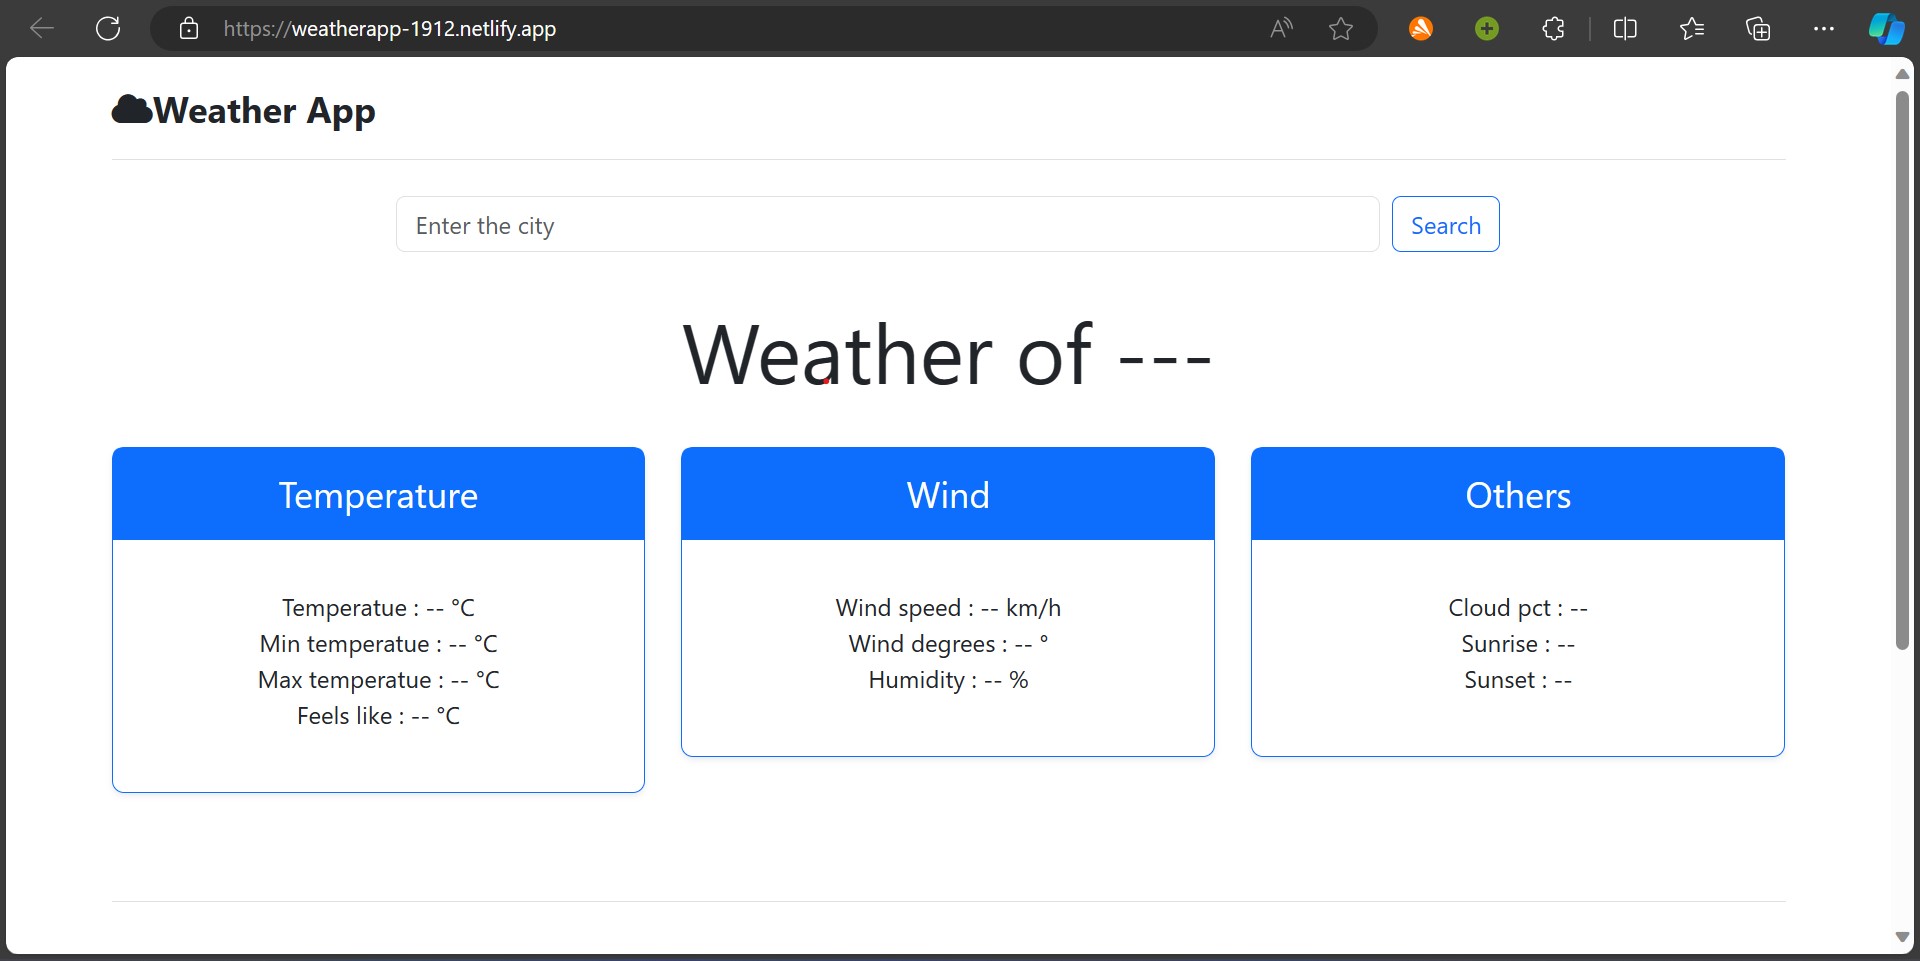 https://weatherapp-1912.netlify.app
Weather App
Enter the city
Search
Weather of ---
Temperature
Temperatue : -- °C
Min temperatue : -- °C
Max temperatue : -- °C
Feels like : -- °C
Wind
Wind speed : -- km/h
Wind degrees : -- °
Humidity : -- %
Others
Cloud pct : --
Sunrise : --
Sunset : --